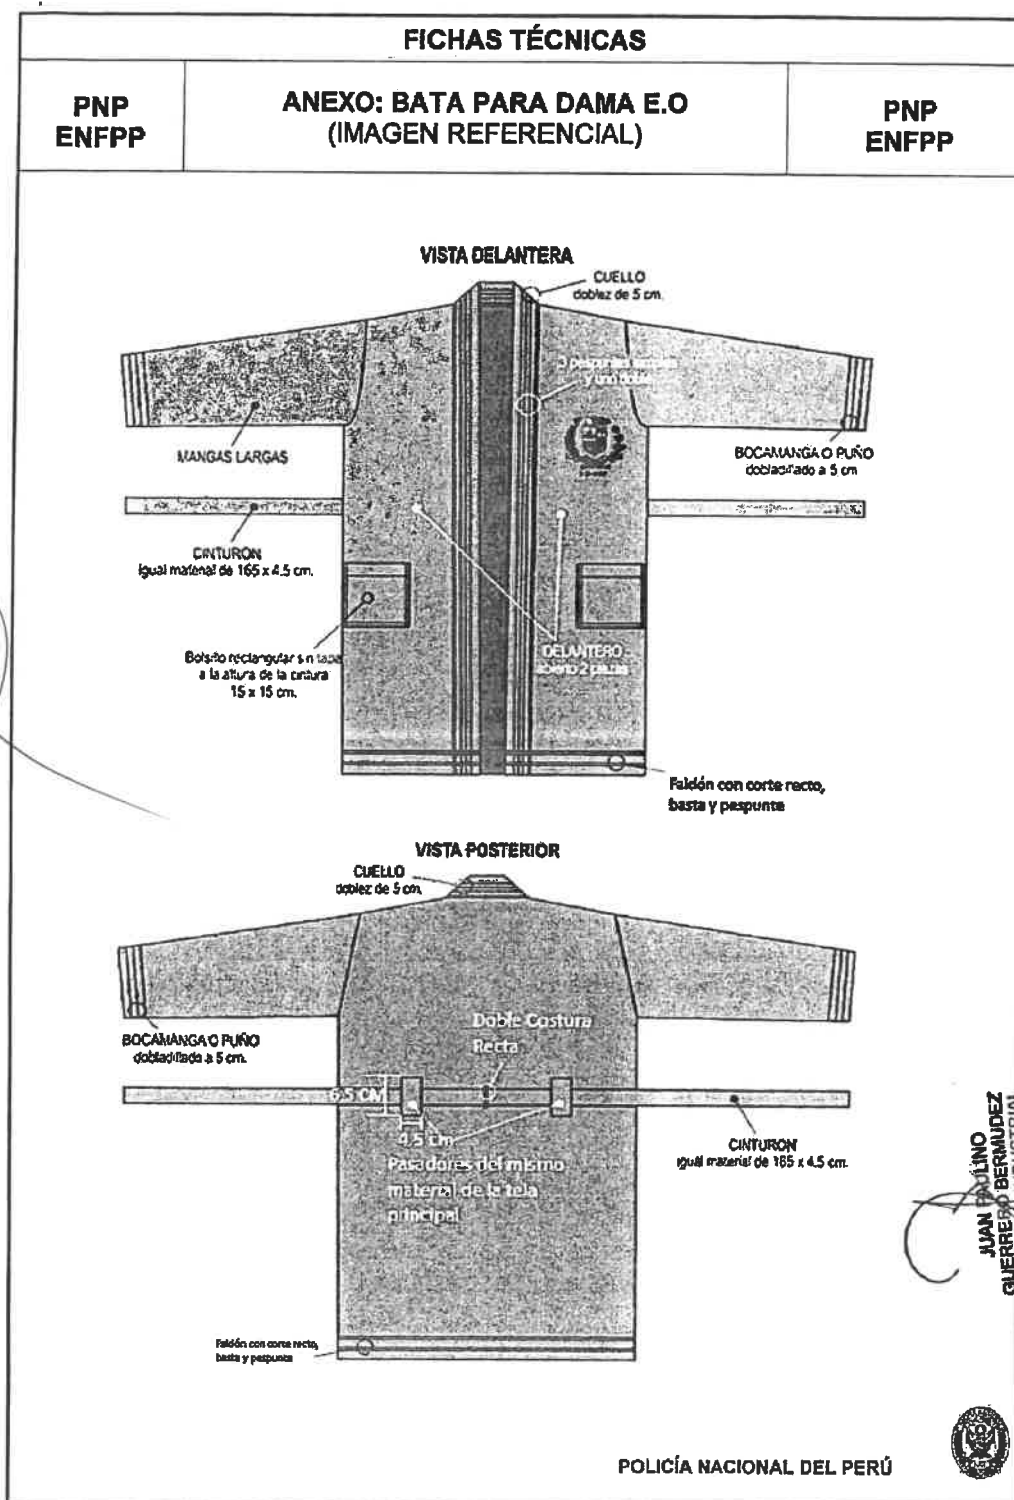 FICHAS TÉCNICAS
PNP
ENFPP
ANEXO: BATA PARA DAMA E.O
(IMAGEN REFERENCIAL)
PNP
ENFPP
VISTA DELANTERA
CUELLO
doblez de 5 cm.
3 pespuntes
y uno doble
MANGAS LARGAS
BOCAMANGA O PUÑO
dobladillado a 5 cm
CINTURON
igual material de 165 x 4.5 cm.
Bolsillo rectangular sin tapa
a la altura de la cintura
15 x 15 cm.
DELANTERO
abierto 2 piezas
Faldón con corte recto,
basta y pespunte
VISTA POSTERIOR
CUELLO
doblez de 5 cm.
BOCAMANGA O PUÑO
dobladillado a 5 cm.
Doble Costura
Recta
6.5 CM
4.5 cm
Pasadores del mismo
material de la tela
principal
CINTURON
igual material de 165 x 4.5 cm.
Faldón con corte recto,
basta y pespunte
JUAN PAULINO
GUERRERO BERMUDEZ
POLICÍA NACIONAL DEL PERÚ